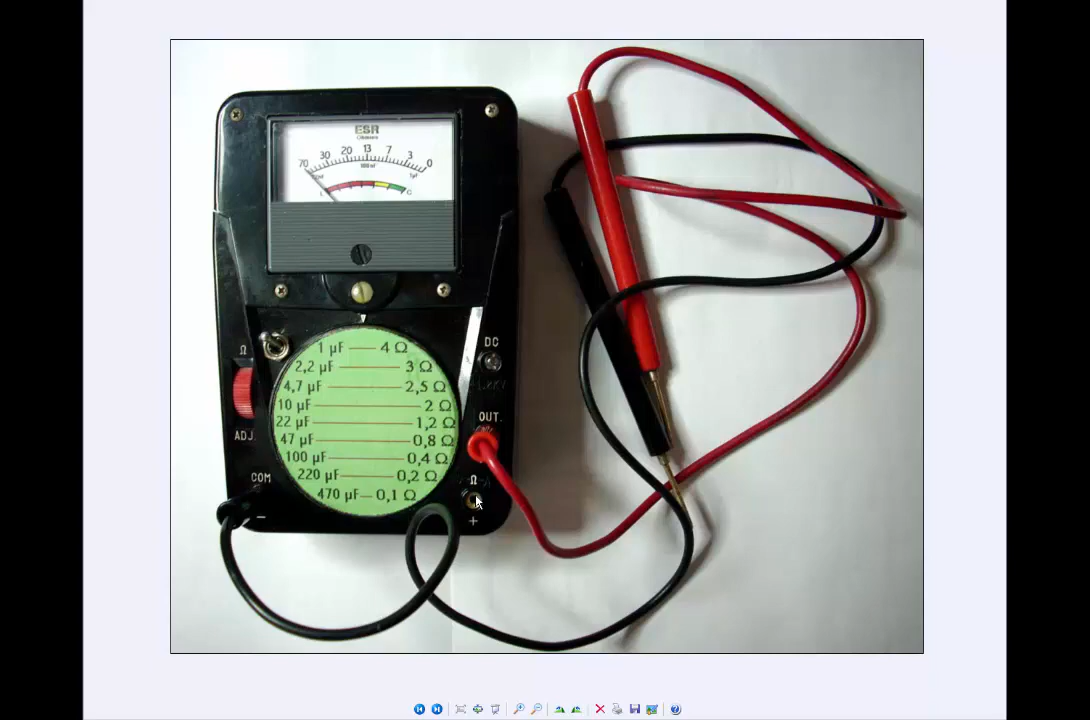 ESR
70 30 20 13 7 3 0
1 µF 4 Ω
2,2 µF 3 Ω
4,7 µF 2,5 Ω
10 µF 2 Ω
22 µF 1,2 Ω
47 µF 0,8 Ω
100 µF 0,4 Ω
220 µF 0,2 Ω
470 µF 0,1 Ω
Ω
ADJ.
COM
−
DC
OUT.
Ω
+